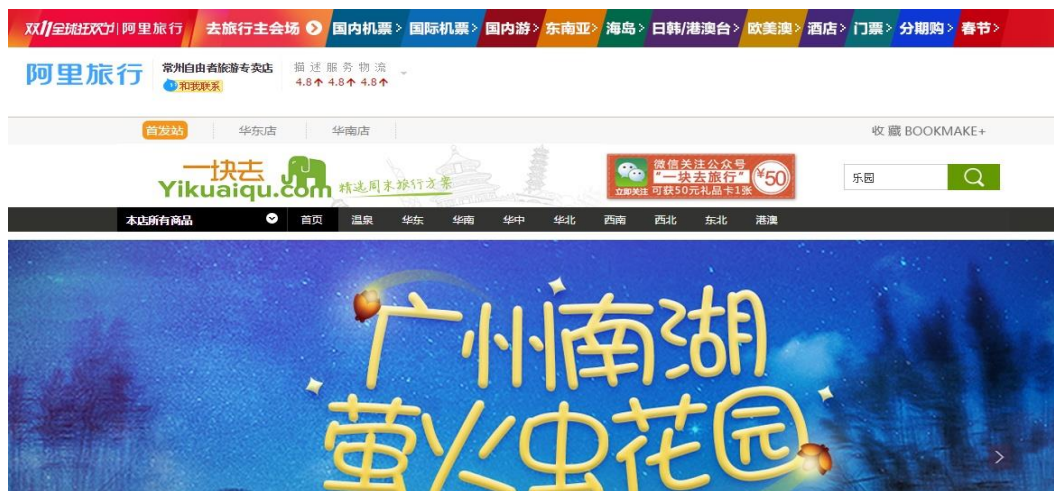 双11全球狂欢节 阿里旅行 去旅行主会场 国内机票> 国际机票> 国内游> 东南亚> 海岛> 日韩/港澳台> 欧美澳> 酒店> 门票> 分期购> 春节>
阿里旅行 常州自由者旅游专卖店 描述服务物流
和我联系 4.8↑ 4.8↑ 4.8↑
首发站 华东店 华南店 收藏 BOOKMAKE+
一块去
Yikuaiqu.com 精选周末旅行方案
微信关注公众号
"一块去旅行"
立即关注 可获50元礼品卡1张 ¥50
乐园
本店所有商品 首页 温泉 华东 华南 华中 华北 西南 西北 东北 港澳
广州南湖
萤火虫花园